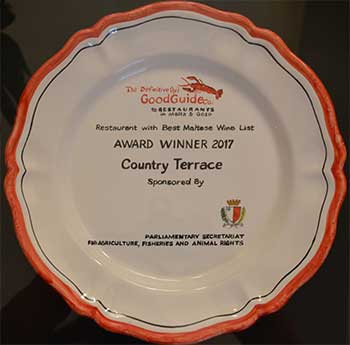 The Definitive(ly)
GoodGuideCo.
to RESTAURANTS
in MALTA & GOZO
Restaurant with Best Maltese Wine List
AWARD WINNER 2017
Country Terrace
Sponsored By
PARLIAMENTARY SECRETARIAT
FOR AGRICULTURE, FISHERIES AND ANIMAL RIGHTS